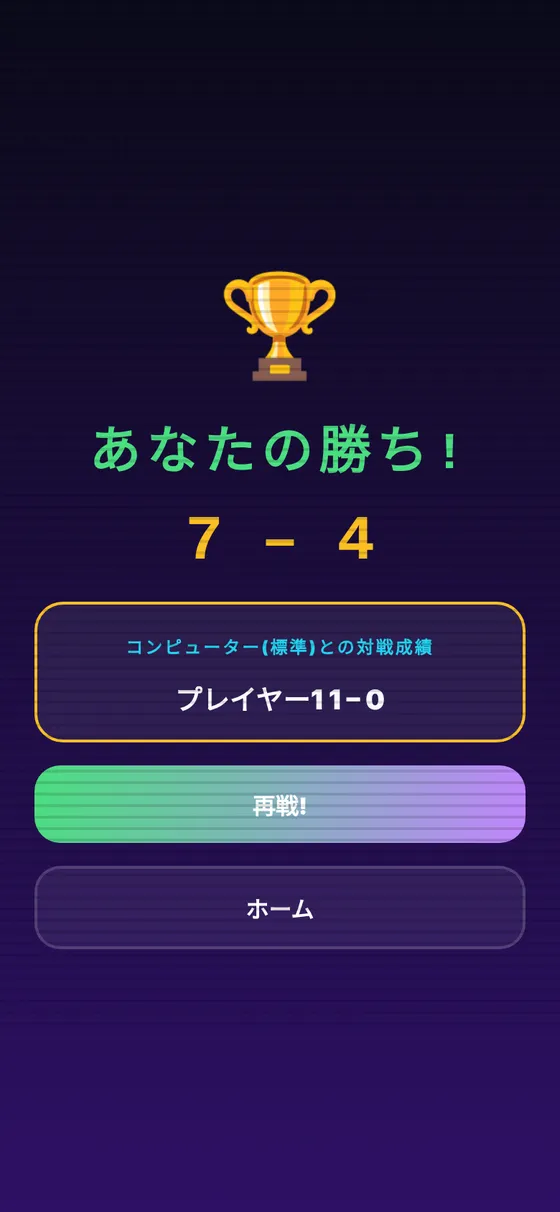 あなたの勝ち!
7 – 4
コンピューター(標準)との対戦成績
プレイヤー11–0
再戦!
ホーム